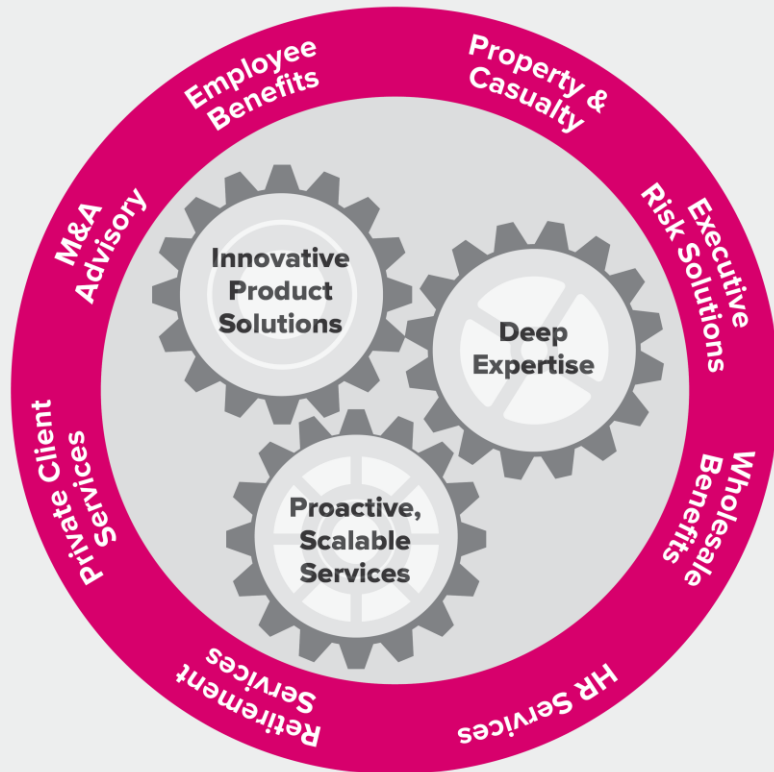 Employee
Benefits
Property &
Casualty
Executive
Risk Solutions
Wholesale
Benefits
HR Services
Retirement
Services
Private Client
Services
M&A
Advisory
Innovative
Product
Solutions
Deep
Expertise
Proactive,
Scalable
Services